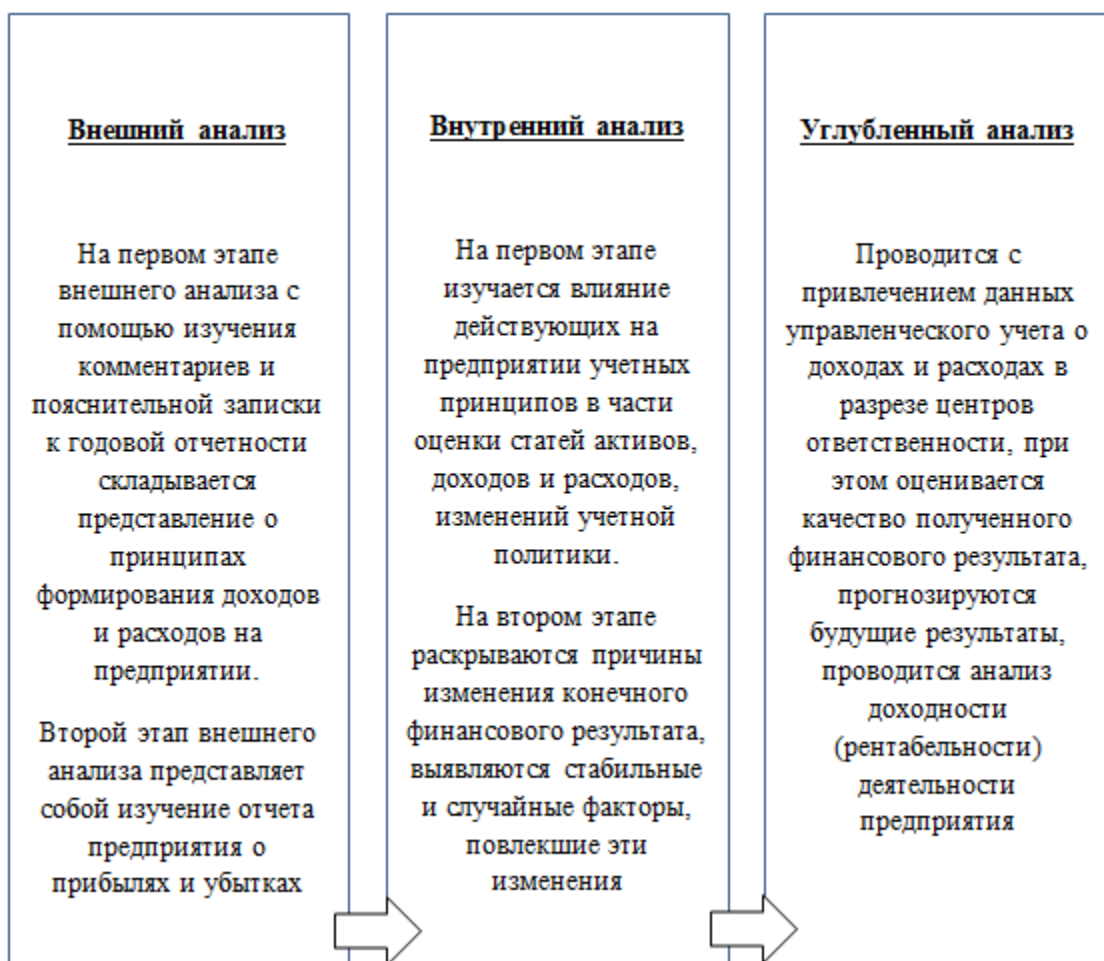 Внешний анализ
На первом этапе
внешнего анализа с
помощью изучения
комментариев и
пояснительной записки
к годовой отчетности
складывается
представление о
принципах
формирования доходов
и расходов на
предприятии.
Второй этап внешнего
анализа представляет
собой изучение отчета
предприятия о
прибылях и убытках
Внутренний анализ
На первом этапе
изучается влияние
действующих на
предприятии учетных
принципов в части
оценки статей активов,
доходов и расходов,
изменений учетной
политики.
На втором этапе
раскрываются причины
изменения конечного
финансового результата,
выявляются стабильные
и случайные факторы,
повлекшие эти
изменения
Углубленный анализ
Проводится с
привлечением данных
управленческого учета о
доходах и расходах в
разрезе центров
ответственности, при
этом оценивается
качество полученного
финансового результата,
прогнозируются
будущие результаты,
проводится анализ
доходности
(рентабельности)
деятельности
предприятия